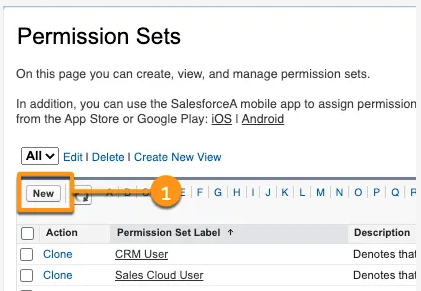 Permission Sets
On this page you can create, view, and manage permission sets.
In addition, you can use the SalesforceA mobile app to assign permission
from the App Store or Google Play: iOS | Android
All Edit | Delete | Create New View
New 1 E F G H I J K L M N O P Q R
Action Permission Set Label ↑ Description
Clone CRM User Denotes that
Clone Sales Cloud User Denotes that